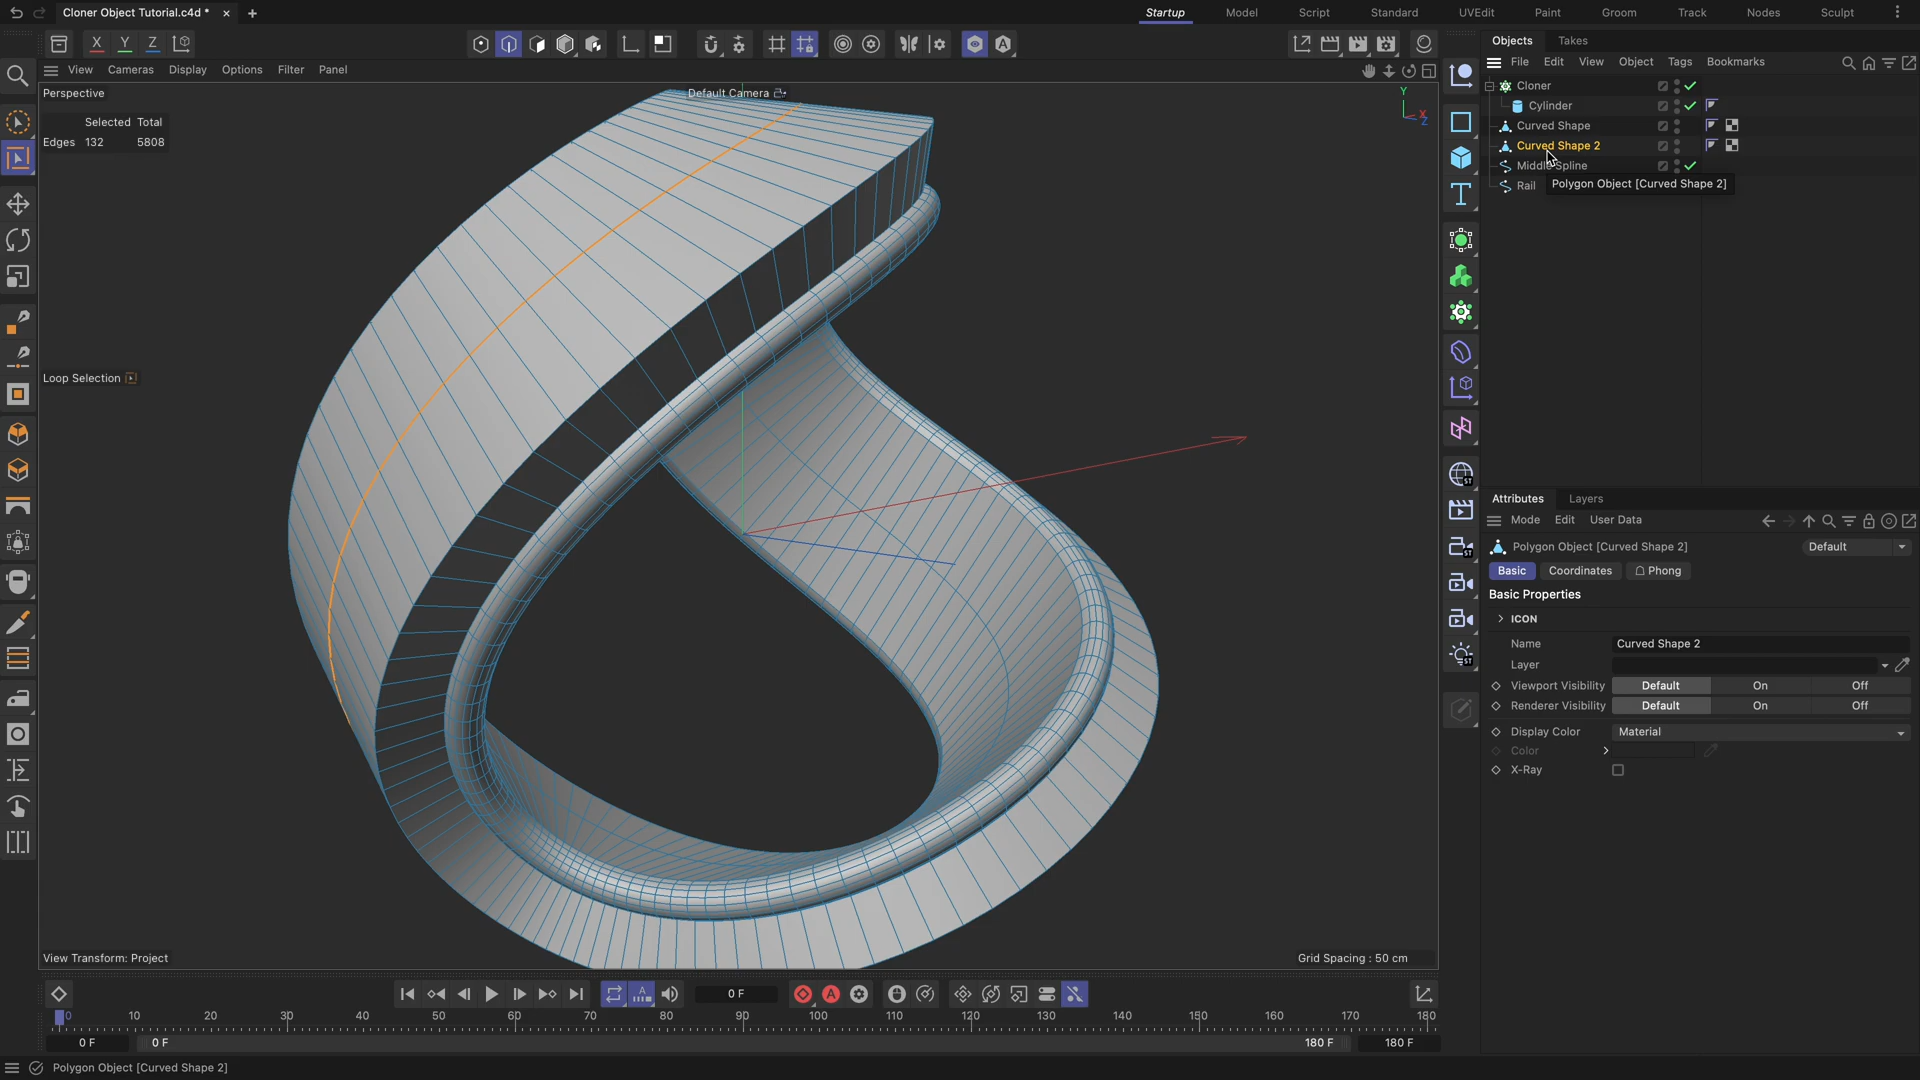 Cloner Object Tutorial.c4d *
Startup
Model
Script
Standard
UVEdit
Paint
Groom
Track
Nodes
Sculpt
X
Y
Z
Objects
Takes
View
Cameras
Display
Options
Filter
Panel
File
Edit
View
Object
Tags
Bookmarks
Perspective
Default Camera
Selected Total
Edges 132 5808
Y
X
Z
Cloner
Cylinder
Curved Shape
Curved Shape 2
Middle Spline
Rail
Polygon Object [Curved Shape 2]
Loop Selection
Attributes
Layers
Mode
Edit
User Data
Polygon Object [Curved Shape 2]
Default
Basic
Coordinates
Phong
Basic Properties
ICON
Name Curved Shape 2
Layer
Viewport Visibility Default On Off
Renderer Visibility Default On Off
Display Color Material
Color
X-Ray
View Transform: Project
Grid Spacing : 50 cm
0 F
0 10 20 30 40 50 60 70 80 90 100 110 120 130 140 150 160 170 180
0 F
0 F
180 F
180 F
Polygon Object [Curved Shape 2]